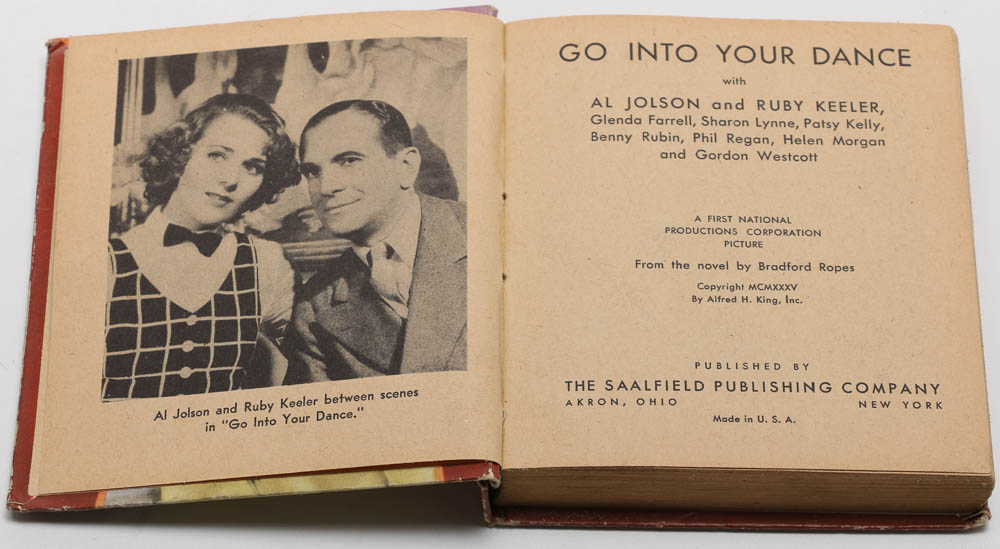 Al Jolson and Ruby Keeler between scenes
in "Go Into Your Dance."
GO INTO YOUR DANCE
with
AL JOLSON and RUBY KEELER,
Glenda Farrell, Sharon Lynne, Patsy Kelly,
Benny Rubin, Phil Regan, Helen Morgan
and Gordon Westcott
A FIRST NATIONAL
PRODUCTIONS CORPORATION
PICTURE
From the novel by Bradford Ropes
Copyright MCMXXXV
By Alfred H. King, Inc.
PUBLISHED BY
THE SAALFIELD PUBLISHING COMPANY
AKRON, OHIO NEW YORK
Made in U. S. A.